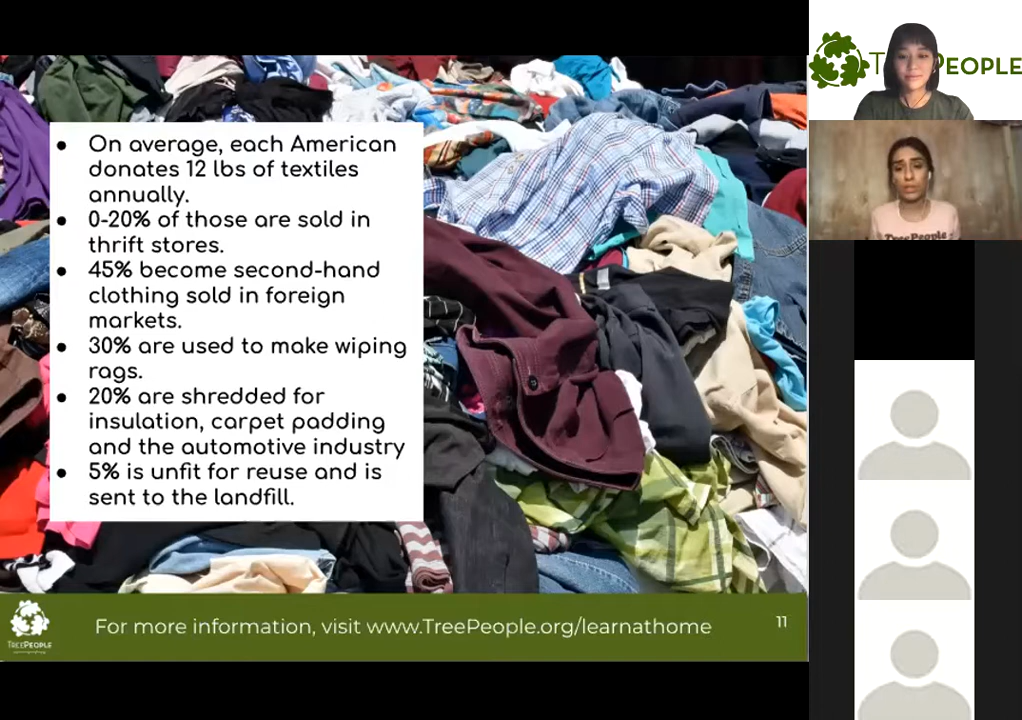 ● On average, each American
donates 12 lbs of textiles
annually.
● 0-20% of those are sold in
thrift stores.
● 45% become second-hand
clothing sold in foreign
markets.
● 30% are used to make wiping
rags.
● 20% are shredded for
insulation, carpet padding
and the automotive industry
● 5% is unfit for reuse and is
sent to the landfill.
TREEPEOPLE
For more information, visit www.TreePeople.org/learnathome
11
T EOPLE
TreePeople